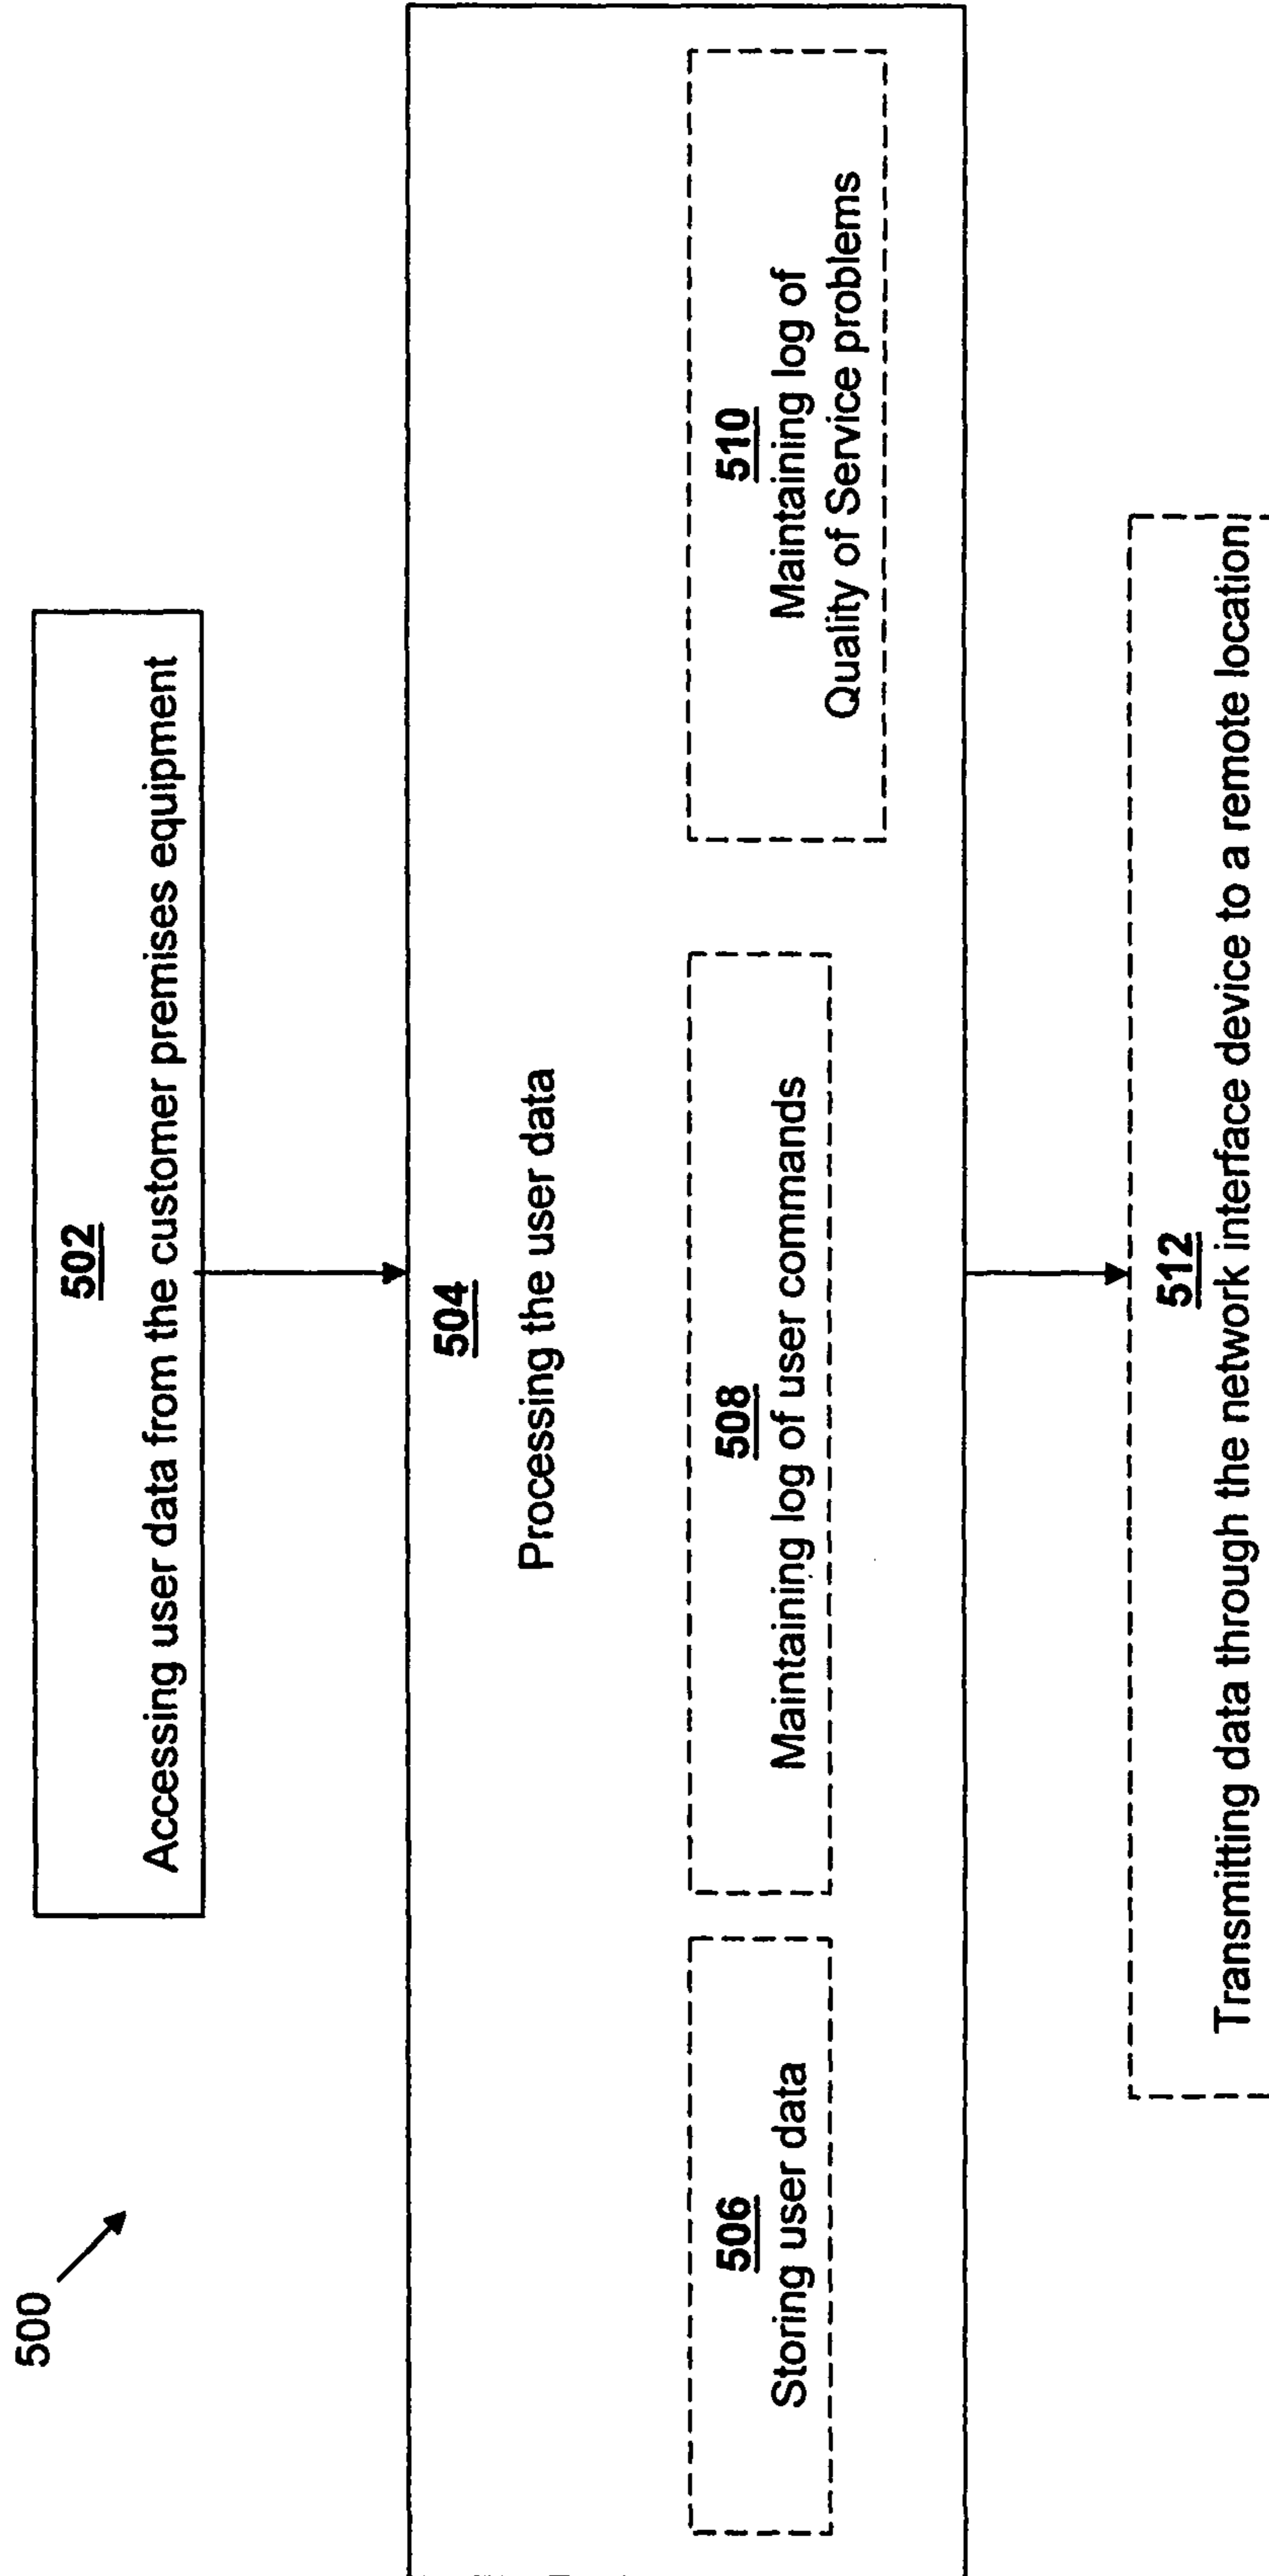 500
502
Accessing user data from the customer premises equipment
504
Processing the user data
506
Storing user data
508
Maintaining log of user commands
510
Maintaining log of
Quality of Service problems
512
Transmitting data through the network interface device to a remote location